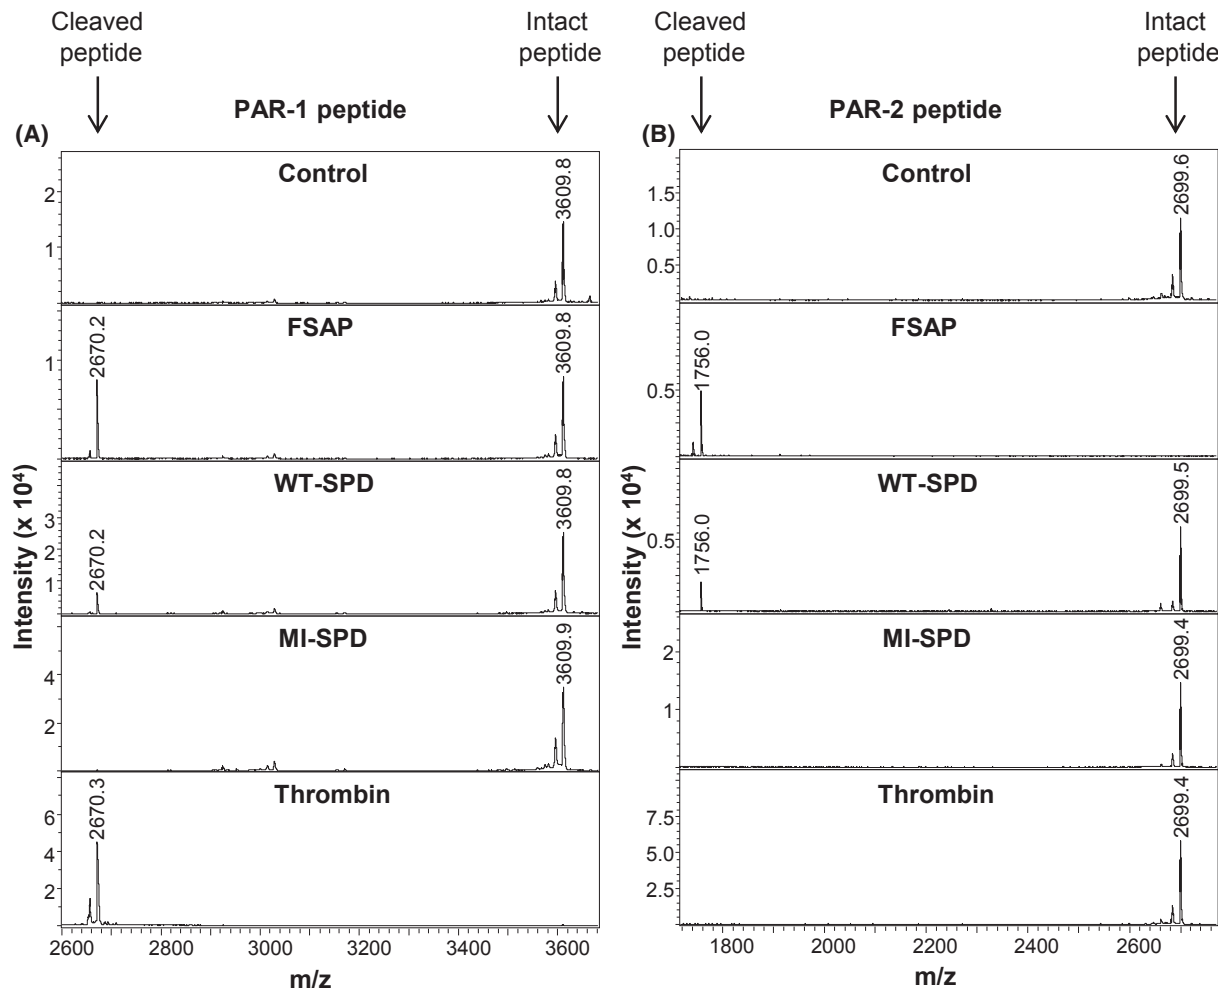 Cleaved
peptide
Intact
peptide
Cleaved
peptide
Intact
peptide
(A)
PAR-1 peptide
(B)
PAR-2 peptide
Control
3609.8
2
1
FSAP
2670.2
3609.8
1
WT-SPD
2670.2
3609.8
3
2
1
MI-SPD
3609.9
4
2
Thrombin
2670.3
6
4
2
Intensity (x 10⁴)
2600 2800 3000 3200 3400 3600
m/z
Control
2699.6
1.5
1.0
0.5
FSAP
1756.0
0.5
WT-SPD
1756.0
2699.5
0.5
MI-SPD
2699.4
2
1
Thrombin
2699.4
7.5
5.0
2.5
Intensity (x 10⁴)
1800 2000 2200 2400 2600
m/z